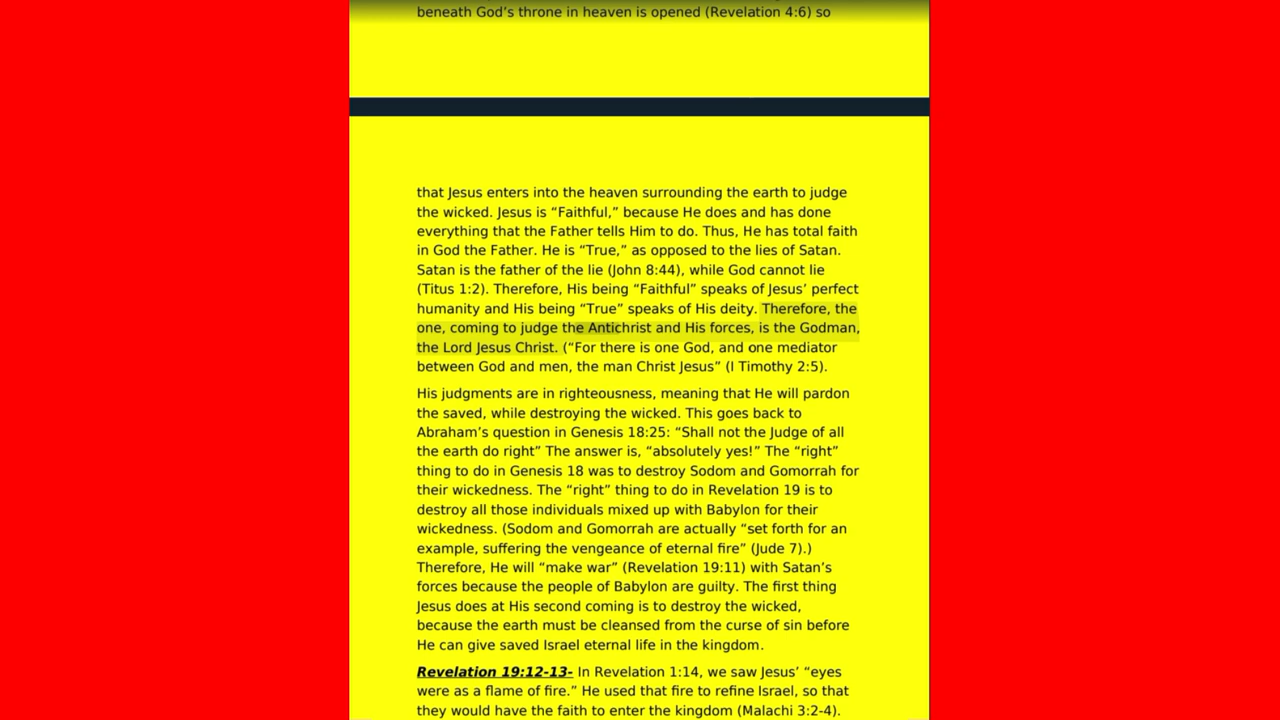 beneath God’s throne in heaven is opened (Revelation 4:6) so
that Jesus enters into the heaven surrounding the earth to judge
the wicked. Jesus is “Faithful,” because He does and has done
everything that the Father tells Him to do. Thus, He has total faith
in God the Father. He is “True,” as opposed to the lies of Satan.
Satan is the father of the lie (John 8:44), while God cannot lie
(Titus 1:2). Therefore, His being “Faithful” speaks of Jesus’ perfect
humanity and His being “True” speaks of His deity. Therefore, the
one, coming to judge the Antichrist and His forces, is the Godman,
the Lord Jesus Christ. (“For there is one God, and one mediator
between God and men, the man Christ Jesus” (I Timothy 2:5).
His judgments are in righteousness, meaning that He will pardon
the saved, while destroying the wicked. This goes back to
Abraham’s question in Genesis 18:25: “Shall not the Judge of all
the earth do right” The answer is, “absolutely yes!” The “right”
thing to do in Genesis 18 was to destroy Sodom and Gomorrah for
their wickedness. The “right” thing to do in Revelation 19 is to
destroy all those individuals mixed up with Babylon for their
wickedness. (Sodom and Gomorrah are actually “set forth for an
example, suffering the vengeance of eternal fire” (Jude 7).)
Therefore, He will “make war” (Revelation 19:11) with Satan’s
forces because the people of Babylon are guilty. The first thing
Jesus does at His second coming is to destroy the wicked,
because the earth must be cleansed from the curse of sin before
He can give saved Israel eternal life in the kingdom.
Revelation 19:12-13- In Revelation 1:14, we saw Jesus’ “eyes
were as a flame of fire.” He used that fire to refine Israel, so that
they would have the faith to enter the kingdom (Malachi 3:2-4).